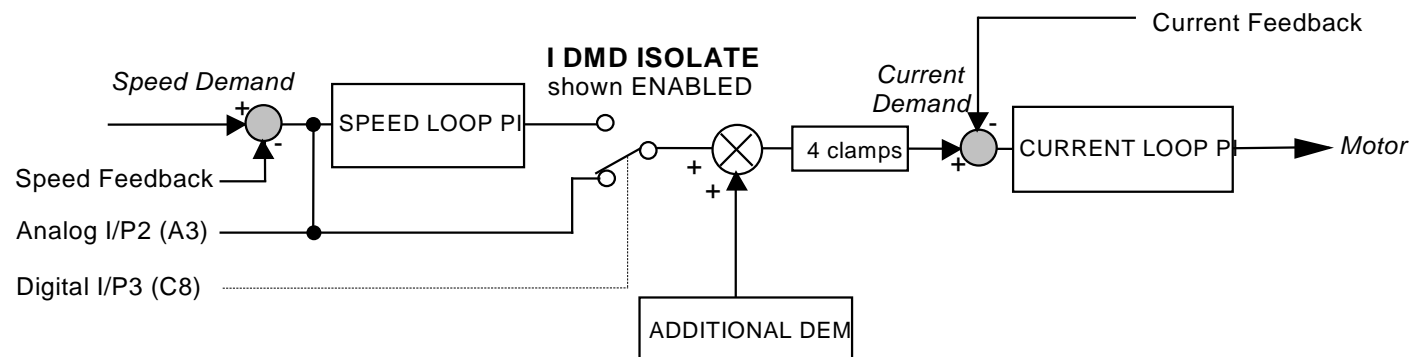 Current Feedback
I DMD ISOLATE
shown ENABLED
Speed Demand
Current
Demand
+
-
SPEED LOOP PI
4 clamps
-
+
CURRENT LOOP PI
Motor
+
+
Speed Feedback
Analog I/P2 (A3)
Digital I/P3 (C8)
ADDITIONAL DEM